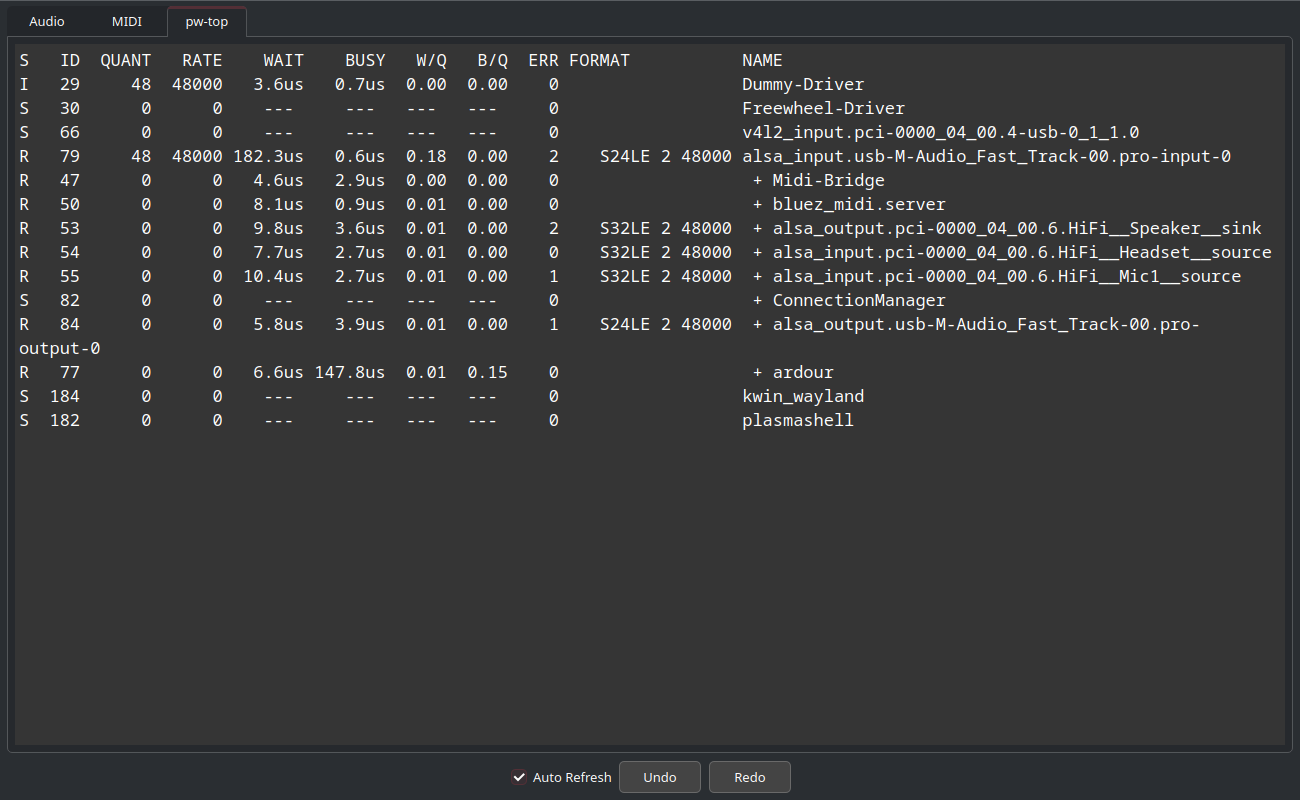 Audio MIDI pw-top
S ID QUANT RATE WAIT BUSY W/Q B/Q ERR FORMAT NAME
I 29 48 48000 3.6us 0.7us 0.00 0.00 0 Dummy-Driver
S 30 0 0 --- --- --- --- 0 Freewheel-Driver
S 66 0 0 --- --- --- --- 0 v4l2_input.pci-0000_04_00.4-usb-0_1_1.0
R 79 48 48000 182.3us 0.6us 0.18 0.00 2 S24LE 2 48000 alsa_input.usb-M-Audio_Fast_Track-00.pro-input-0
R 47 0 0 4.6us 2.9us 0.00 0.00 0 + Midi-Bridge
R 50 0 0 8.1us 0.9us 0.01 0.00 0 + bluez_midi.server
R 53 0 0 9.8us 3.6us 0.01 0.00 2 S32LE 2 48000 + alsa_output.pci-0000_04_00.6.HiFi__Speaker__sink
R 54 0 0 7.7us 2.7us 0.01 0.00 0 S32LE 2 48000 + alsa_input.pci-0000_04_00.6.HiFi__Headset__source
R 55 0 0 10.4us 2.7us 0.01 0.00 1 S32LE 2 48000 + alsa_input.pci-0000_04_00.6.HiFi__Mic1__source
S 82 0 0 --- --- --- --- 0 + ConnectionManager
R 84 0 0 5.8us 3.9us 0.01 0.00 1 S24LE 2 48000 + alsa_output.usb-M-Audio_Fast_Track-00.pro-
output-0
R 77 0 0 6.6us 147.8us 0.01 0.15 0 + ardour
S 184 0 0 --- --- --- --- 0 kwin_wayland
S 182 0 0 --- --- --- --- 0 plasmashell
Auto Refresh Undo Redo